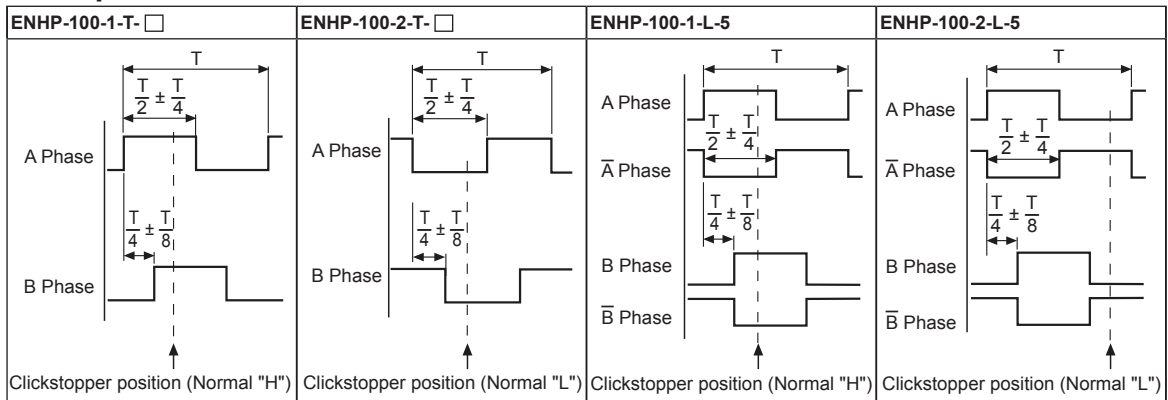 ENHP-100-1-T-□
ENHP-100-2-T-□
ENHP-100-1-L-5
ENHP-100-2-L-5
T
T/2 ± T/4
A Phase
T/4 ± T/8
B Phase
Clickstopper position (Normal "H")
T
T/2 ± T/4
A Phase
T/4 ± T/8
B Phase
Clickstopper position (Normal "L")
T
A Phase
T/2 ± T/4
A̅ Phase
T/4 ± T/8
B Phase
B̅ Phase
Clickstopper position (Normal "H")
T
A Phase
T/2 ± T/4
A̅ Phase
T/4 ± T/8
B Phase
B̅ Phase
Clickstopper position (Normal "L")